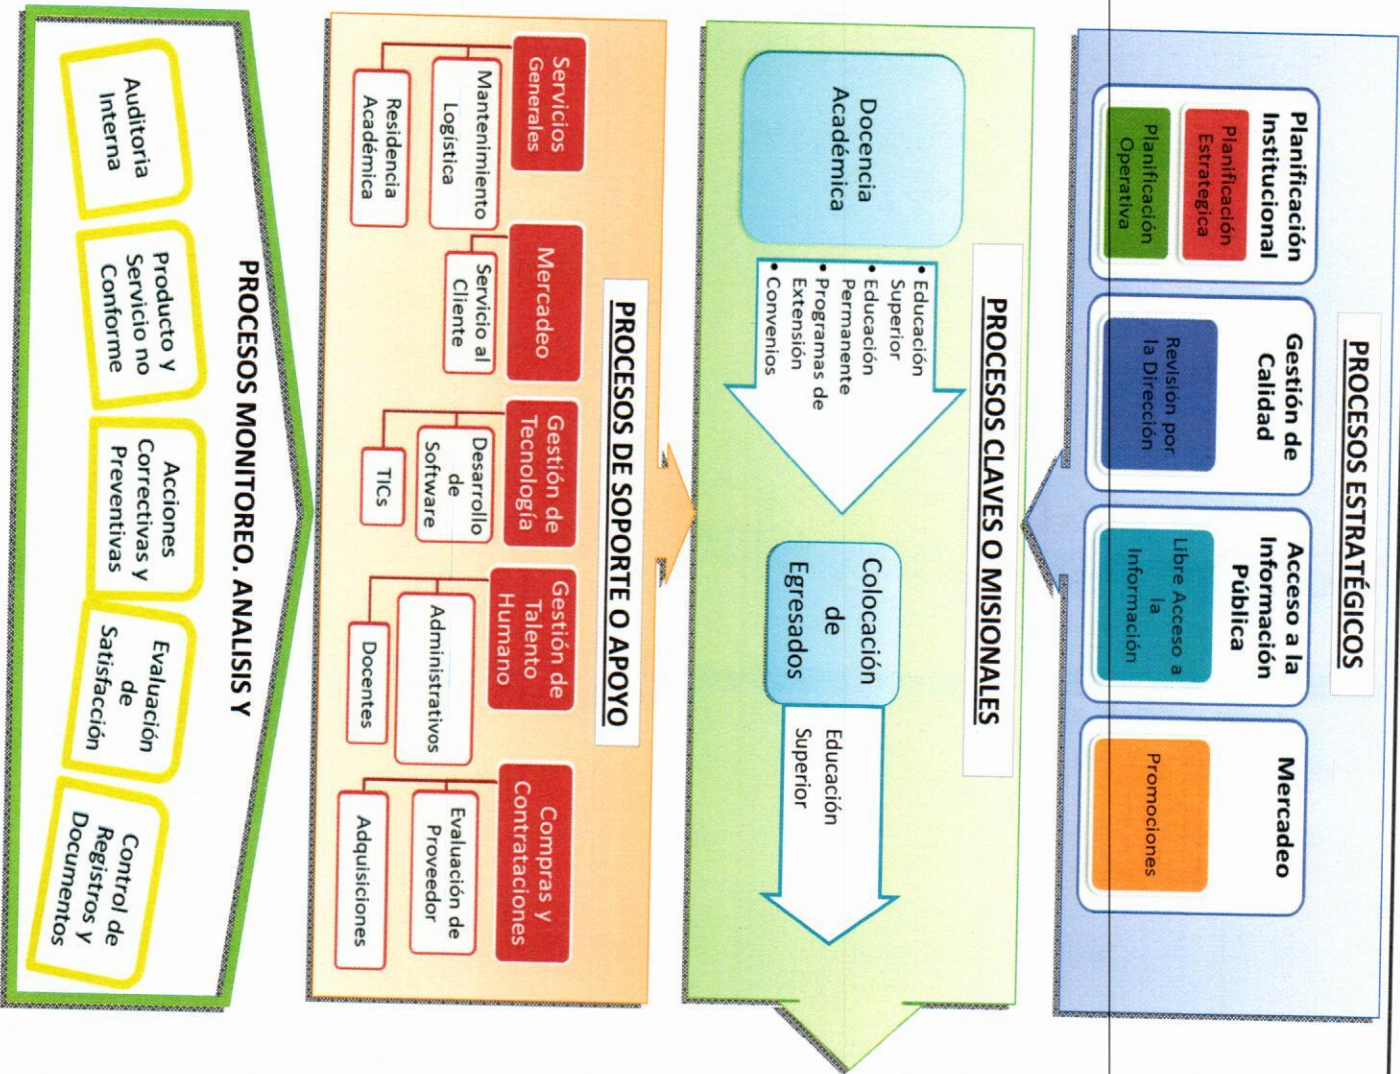 PROCESOS ESTRATÉGICOS
Planificación
Institucional
Planificación
Estrategica
Planificación
Operativa
Gestión de
Calidad
Revisión por
la Dirección
Acceso a la
Información
Pública
Libre Acceso a
la
Información
Mercadeo
Promociones
PROCESOS CLAVES O MISIONALES
Docencia
Académica
• Educación
Superior
• Educación
Permanente
• Programas de
Extensión
• Convenios
Colocación
de
Egresados
Educación
Superior
PROCESOS DE SOPORTE O APOYO
Servicios
Generales
Mantenimiento
Logística
Residencia
Académica
Mercadeo
Servicio al
Cliente
Gestión de
Tecnología
Desarrollo
de
Software
TICs
Gestión de
Talento
Humano
Administrativos
Docentes
Compras y
Contrataciones
Evaluación de
Proveedor
Adquisiciones
PROCESOS MONITOREO. ANALISIS Y
Auditoria
Interna
Producto y
Servicio no
Conforme
Acciones
Correctivas y
Preventivas
Evaluación
de
Satisfacción
Control de
Registros y
Documentos